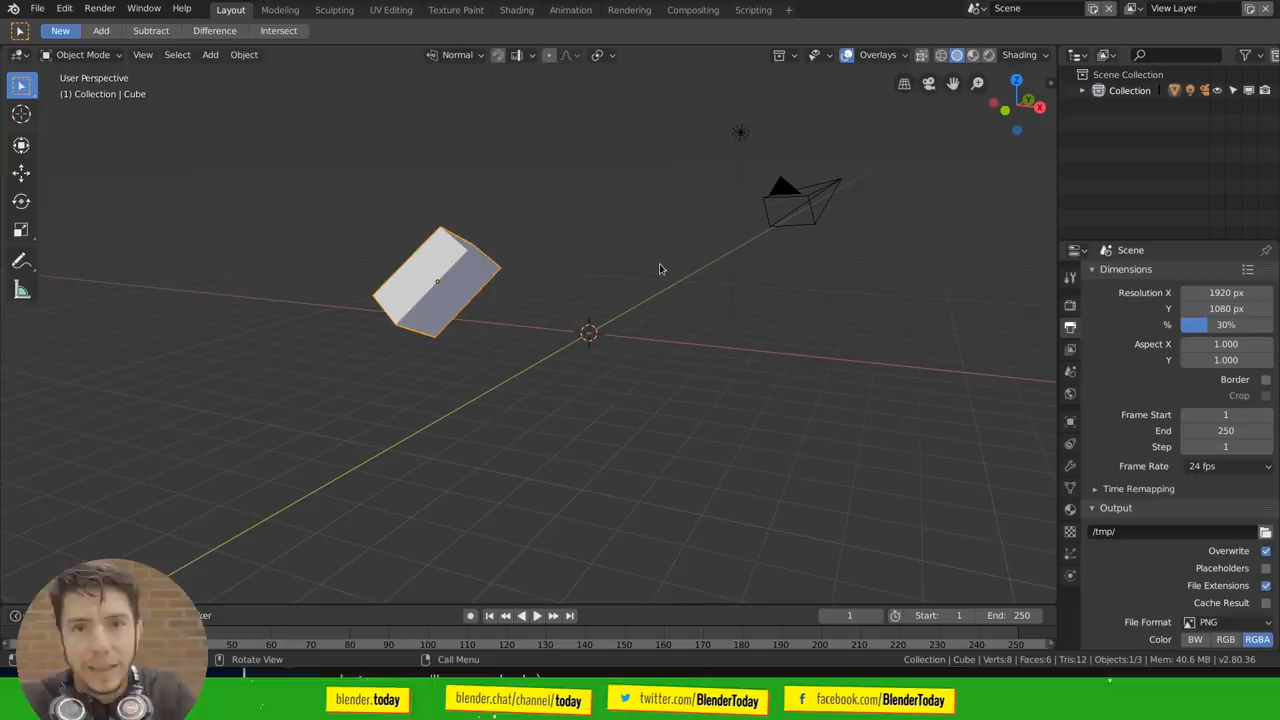 File Edit Render Window Help Layout Modeling Sculpting UV Editing Texture Paint Shading Animation Rendering Compositing Scripting + Scene View Layer
New Add Subtract Difference Intersect
Object Mode View Select Add Object Normal Overlays Shading
User Perspective
(1) Collection | Cube
Z
Y
X
Scene Collection
Collection
Scene
Dimensions
Resolution X 1920 px
Y 1080 px
% 30%
Aspect X 1.000
Y 1.000
Border
Crop
Frame Start 1
End 250
Step 1
Frame Rate 24 fps
Time Remapping
Output
/tmp/
Overwrite
Placeholders
File Extensions
Cache Result
File Format PNG
Color BW RGB RGBA
1 Start: 1 End: 250
50 60 70 80 90 100 110 120 130 140 150 160 170 180 190 200 210 220 230 240 250
Rotate View Call Menu Collection | Cube | Verts:8 | Faces:6 | Tris:12 | Objects:1/3 | Mem: 40.6 MB | v2.80.36
blender.today blender.chat/channel/today twitter.com/BlenderToday facebook.com/BlenderToday